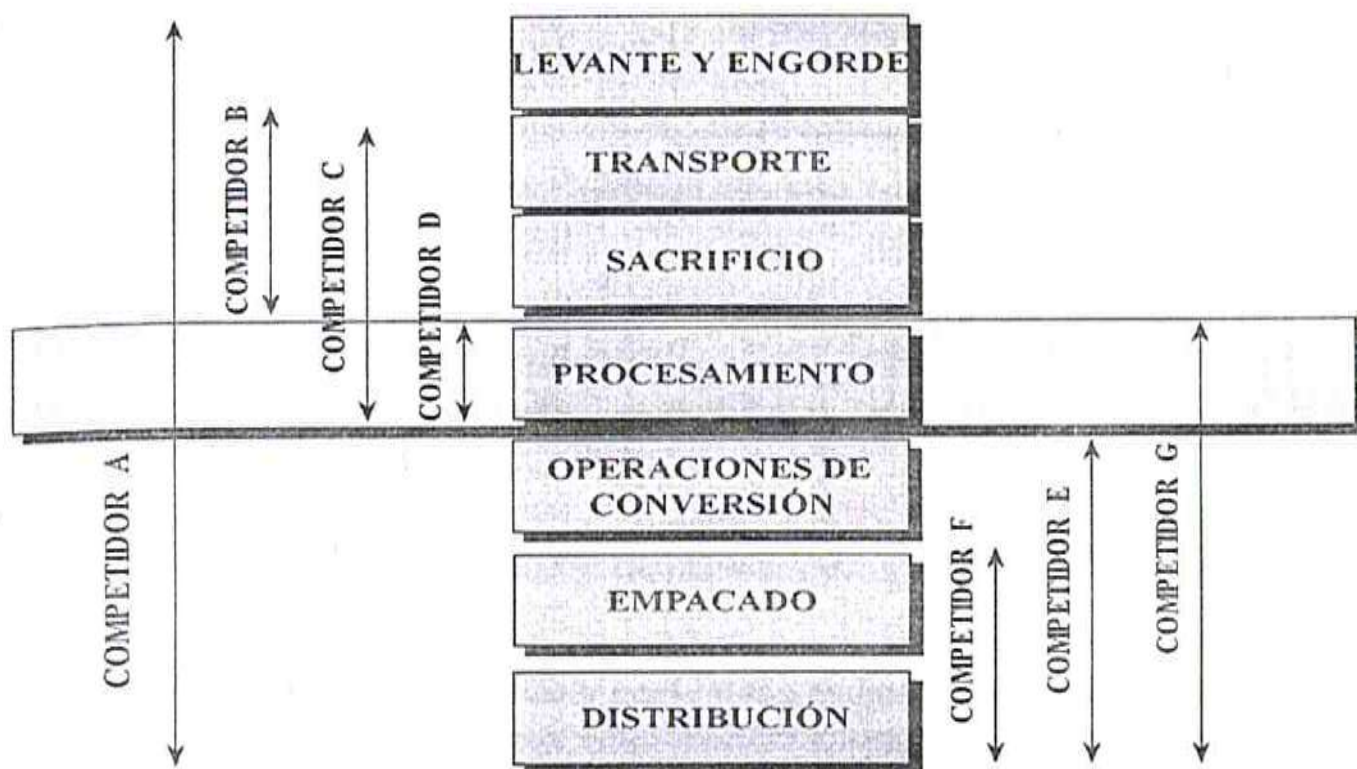 LEVANTE Y ENGORDE
TRANSPORTE
SACRIFICIO
PROCESAMIENTO
OPERACIONES DE
CONVERSIÓN
EMPACADO
DISTRIBUCIÓN
COMPETIDOR A
COMPETIDOR B
COMPETIDOR C
COMPETIDOR D
COMPETIDOR F
COMPETIDOR E
COMPETIDOR G